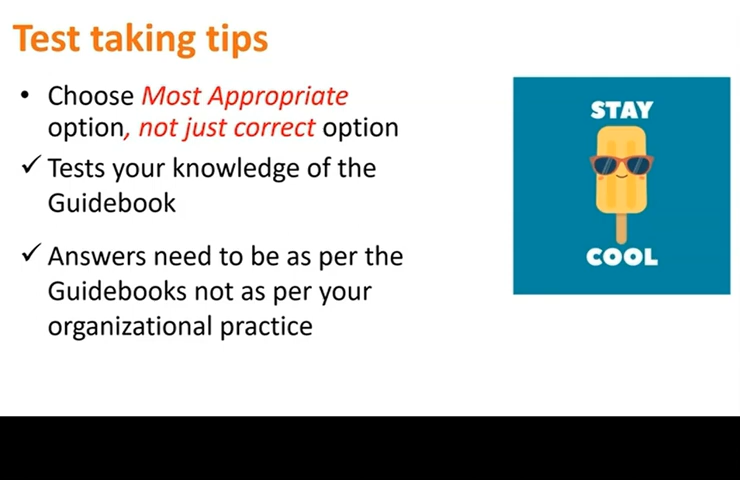 Test taking tips
• Choose Most Appropriate
option, not just correct option
✓ Tests your knowledge of the
Guidebook
✓ Answers need to be as per the
Guidebooks not as per your
organizational practice
STAY
COOL